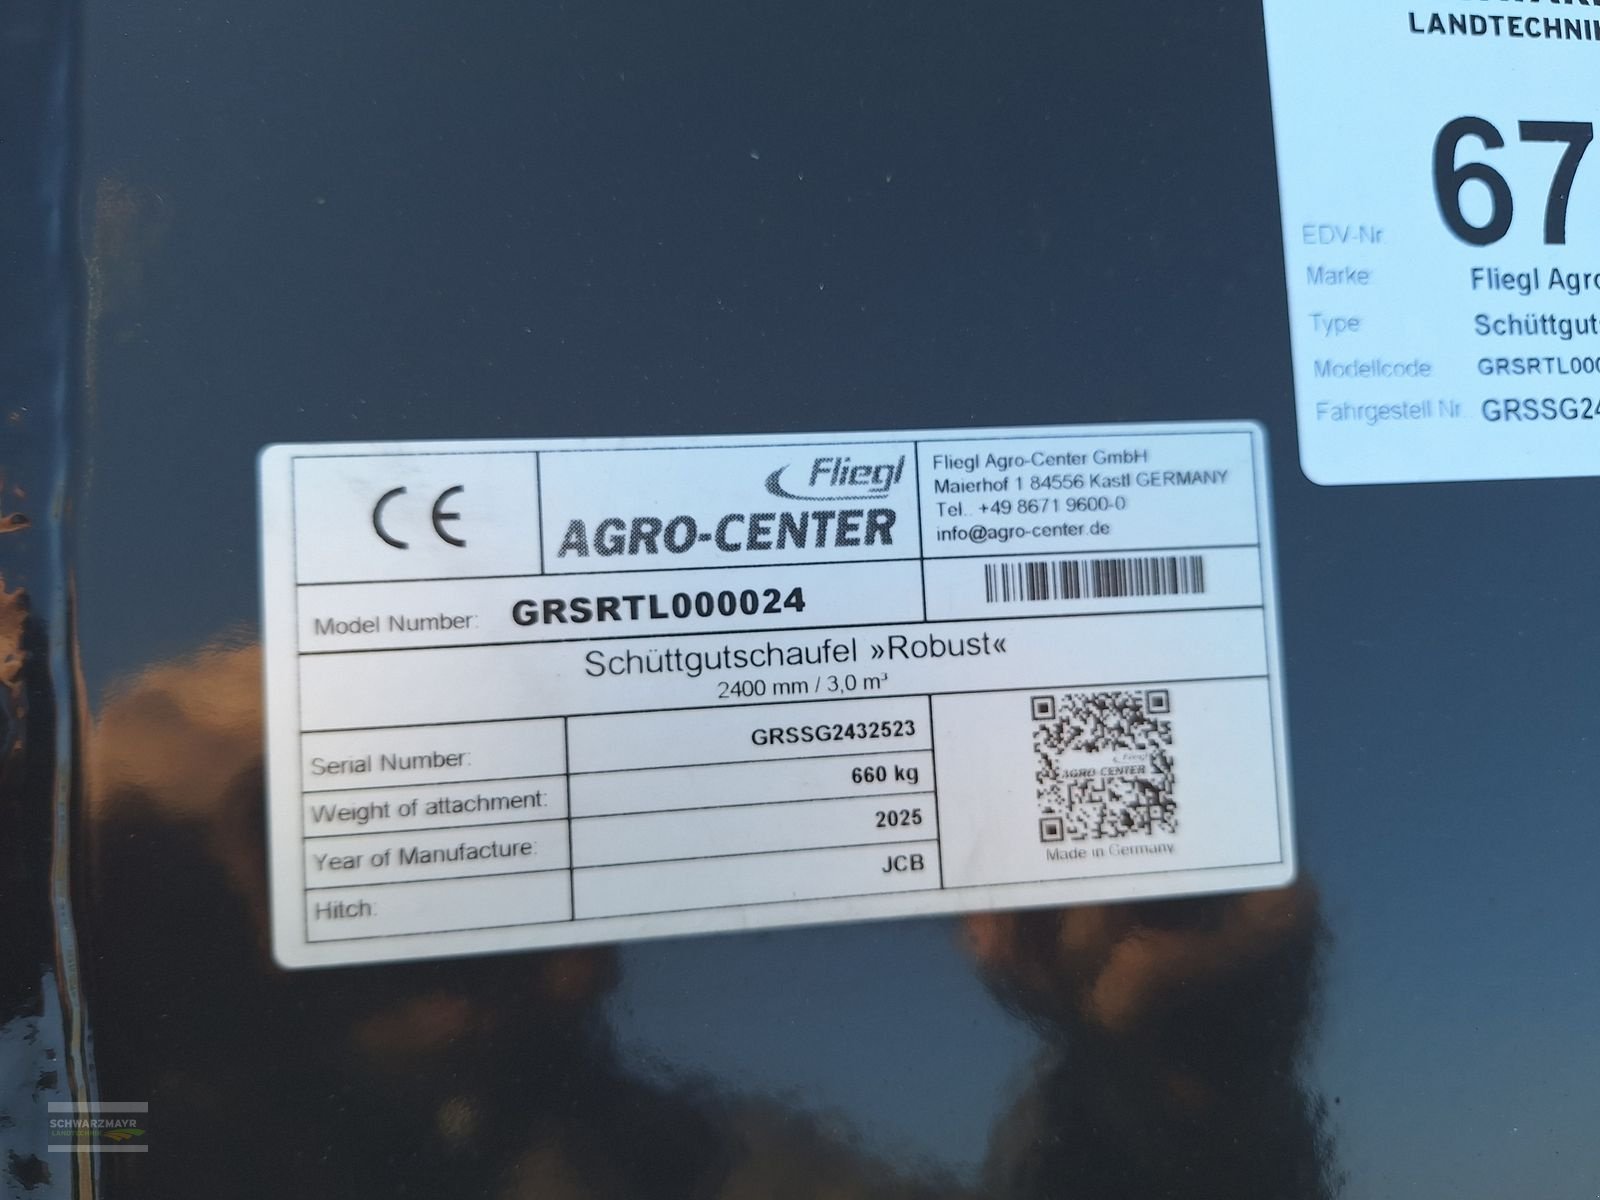 LANDTECHNIK
67
EDV-Nr.
Marke: Fliegl Agro
Type: Schüttgut
Modellcode: GRSRTL000
Fahrgestell Nr.: GRSSG24
CE
Fliegl
AGRO-CENTER
Fliegl Agro-Center GmbH
Maierhof 1 84556 Kastl GERMANY
Tel.: +49 8671 9600-0
info@agro-center.de
Model Number: GRSRTL000024
Schüttgutschaufel »Robust«
2400 mm / 3,0 m³
Serial Number: GRSSG2432523
Weight of attachment: 660 kg
Year of Manufacture: 2025
Hitch: JCB
Fliegl
AGRO-CENTER
Made in Germany
SCHWARZMAYR
LANDTECHNIK